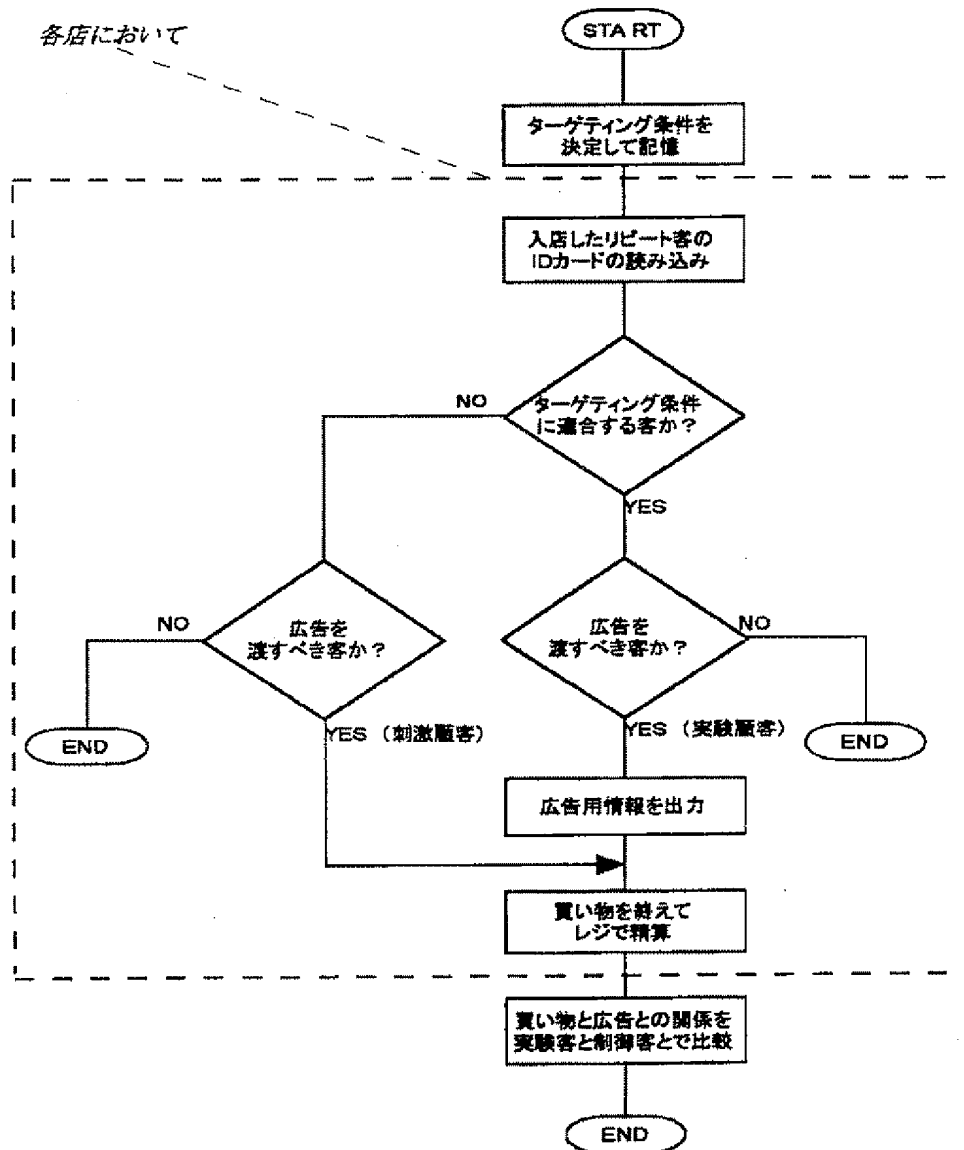 各店において
STA RT
ターゲティング条件を
決定して記憶
入店したリピート客の
IDカードの読み込み
NO
ターゲティング条件
に適合する客か？
YES
NO
広告を
渡すべき客か？
広告を
渡すべき客か？
NO
END
YES（刺激顧客）
YES（実験顧客）
END
広告用情報を出力
買い物を終えて
レジで精算
買い物と広告との関係を
実験客と制御客とで比較
END